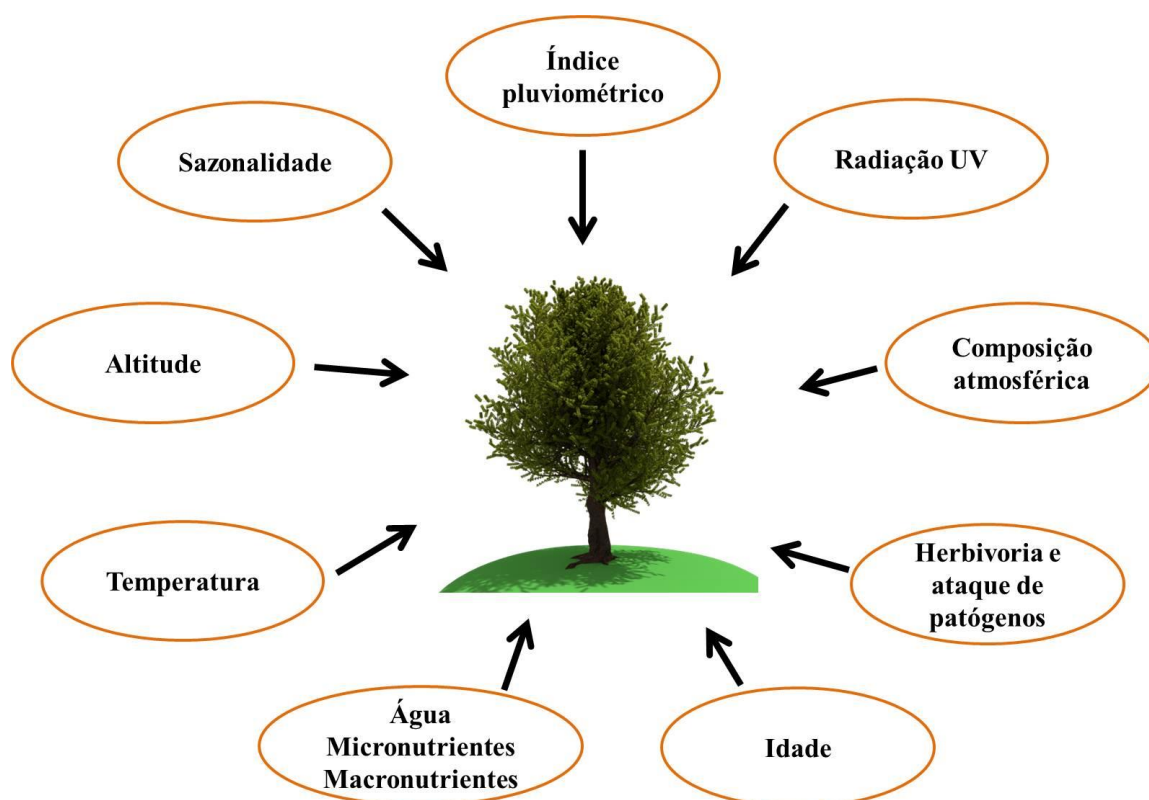 Índice
pluviométrico
Sazonalidade
Radiação UV
Altitude
Composição
atmosférica
Temperatura
Herbivoria e
ataque de
patógenos
Água
Micronutrientes
Macronutrientes
Idade